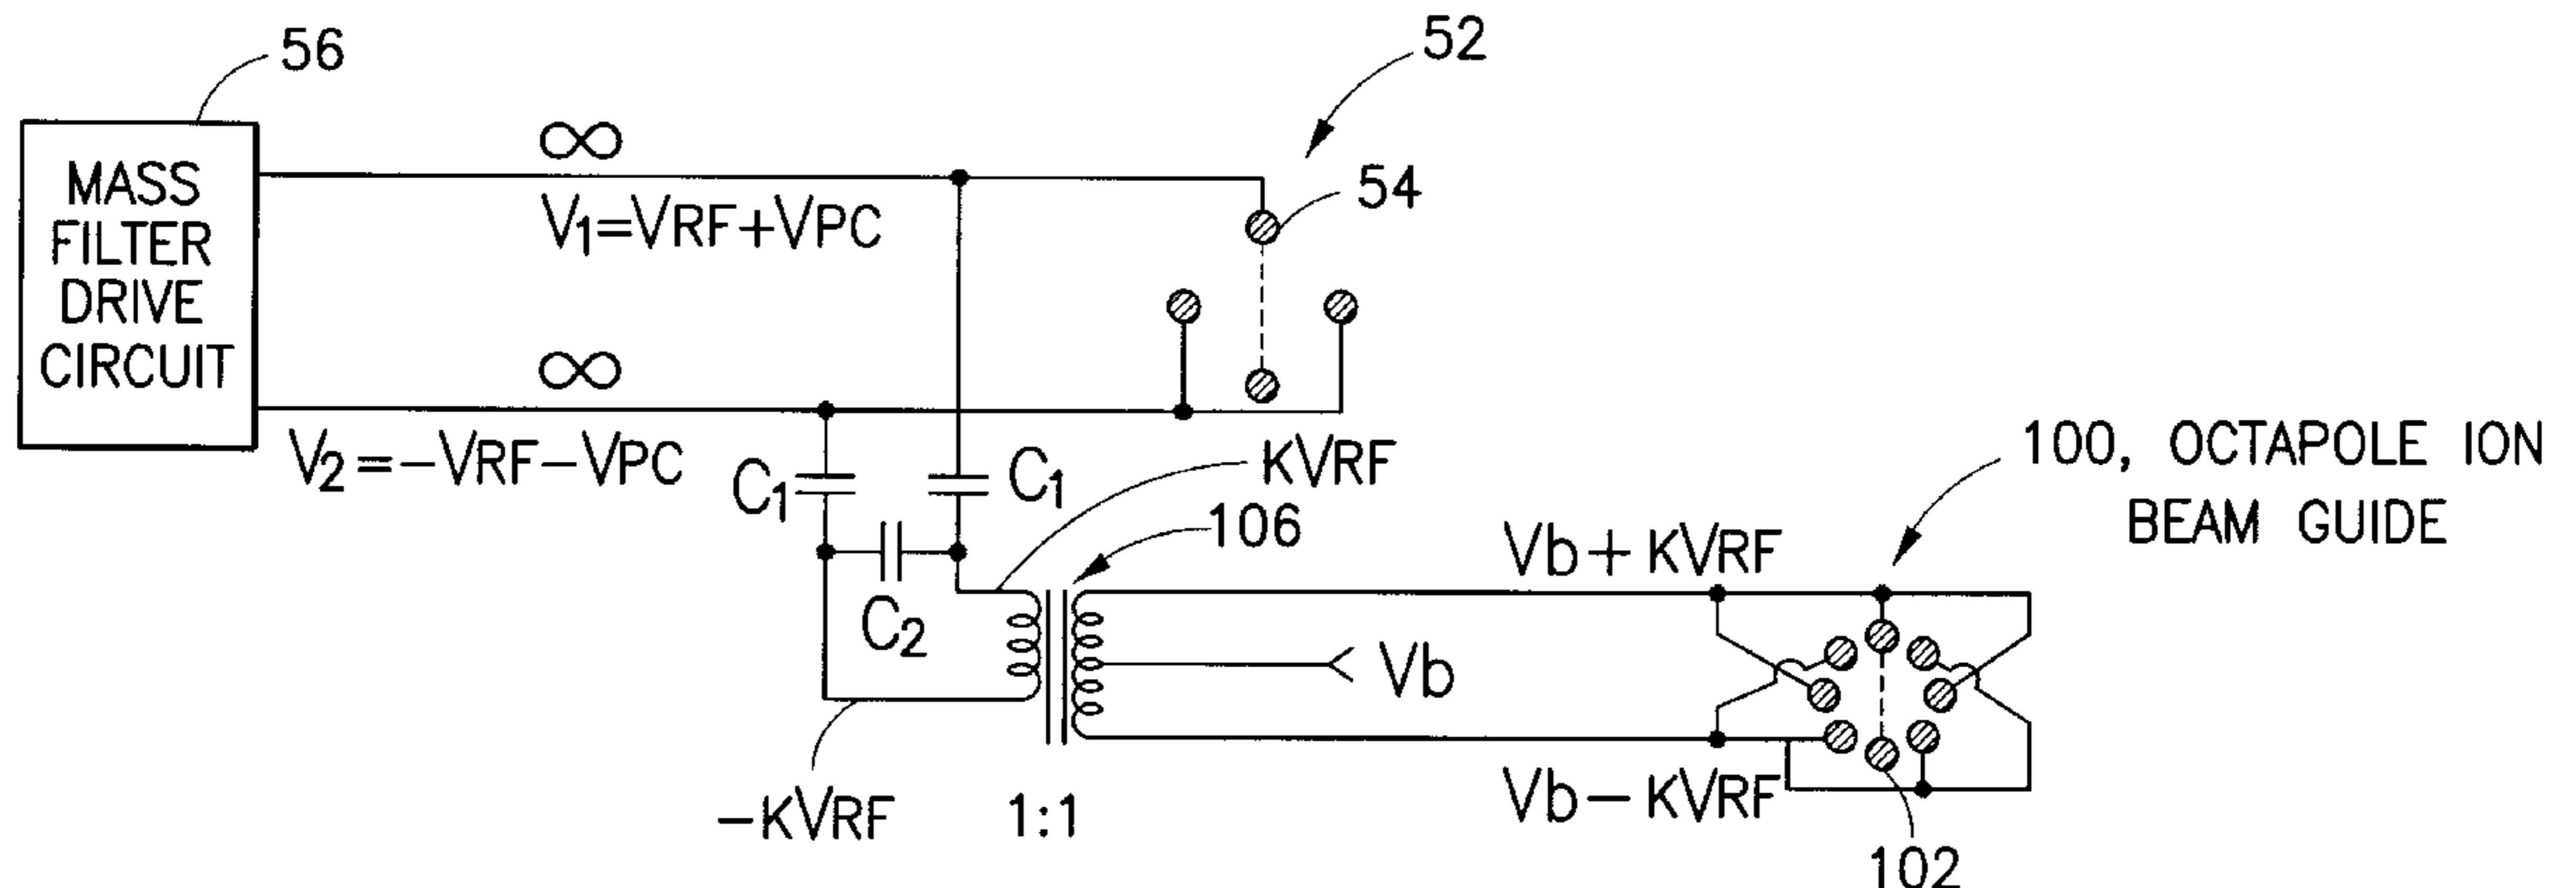 56
52
MASS
FILTER
DRIVE
CIRCUIT
∞
V1=VRF+VPC
54
∞
V2=-VRF-VPC
C1
C1
KVRF
106
C2
-KVRF
1:1
Vb+KVRF
Vb
Vb-KVRF
100, OCTAPOLE ION
BEAM GUIDE
102